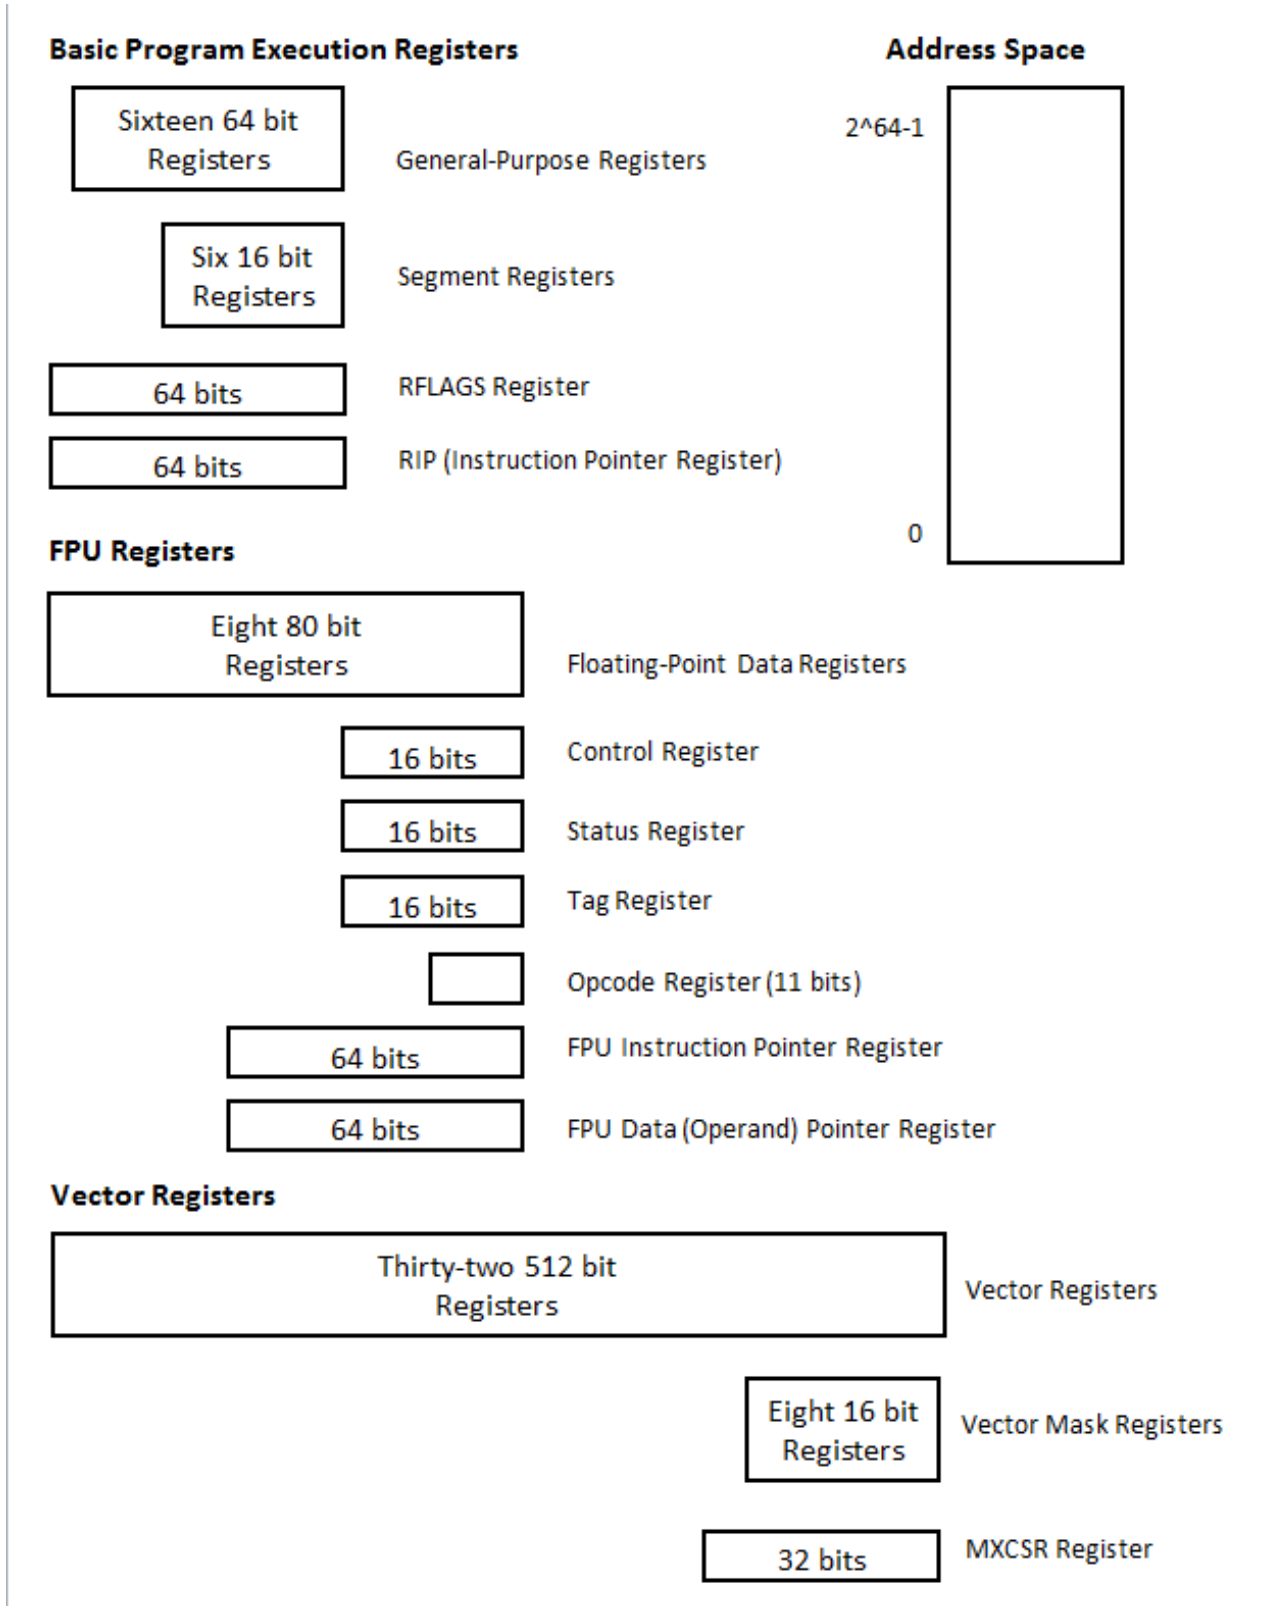 Basic Program Execution Registers
Address Space
Sixteen 64 bit
Registers
General-Purpose Registers
2^64-1
Six 16 bit
Registers
Segment Registers
64 bits
RFLAGS Register
64 bits
RIP (Instruction Pointer Register)
0
FPU Registers
Eight 80 bit
Registers
Floating-Point Data Registers
16 bits
Control Register
16 bits
Status Register
16 bits
Tag Register
Opcode Register (11 bits)
64 bits
FPU Instruction Pointer Register
64 bits
FPU Data (Operand) Pointer Register
Vector Registers
Thirty-two 512 bit
Registers
Vector Registers
Eight 16 bit
Registers
Vector Mask Registers
32 bits
MXCSR Register